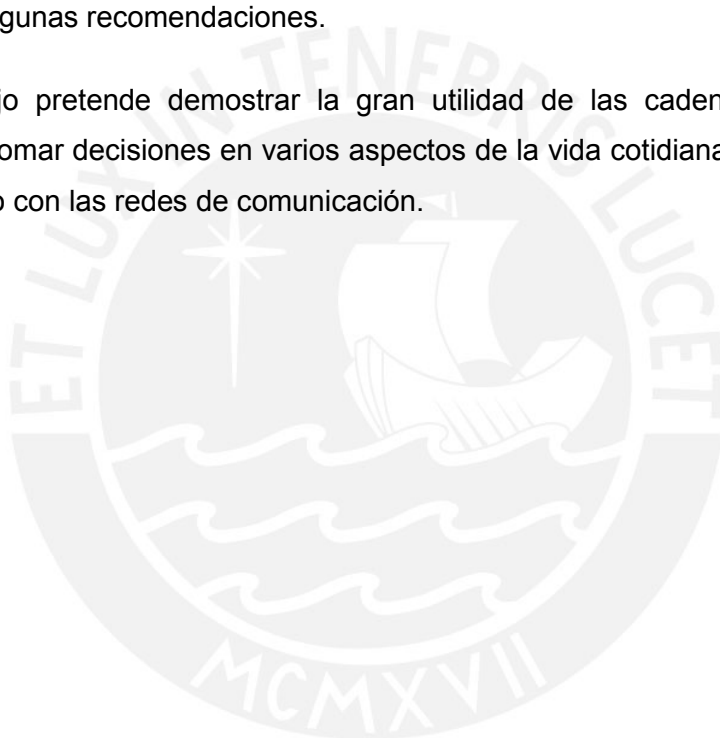 gunas recomendaciones.
jo pretende demostrar la gran utilidad de las caden
omar decisiones en varios aspectos de la vida cotidiana
o con las redes de comunicación.
ET LUX IN TENEBRIS LUCET
MCMXVII